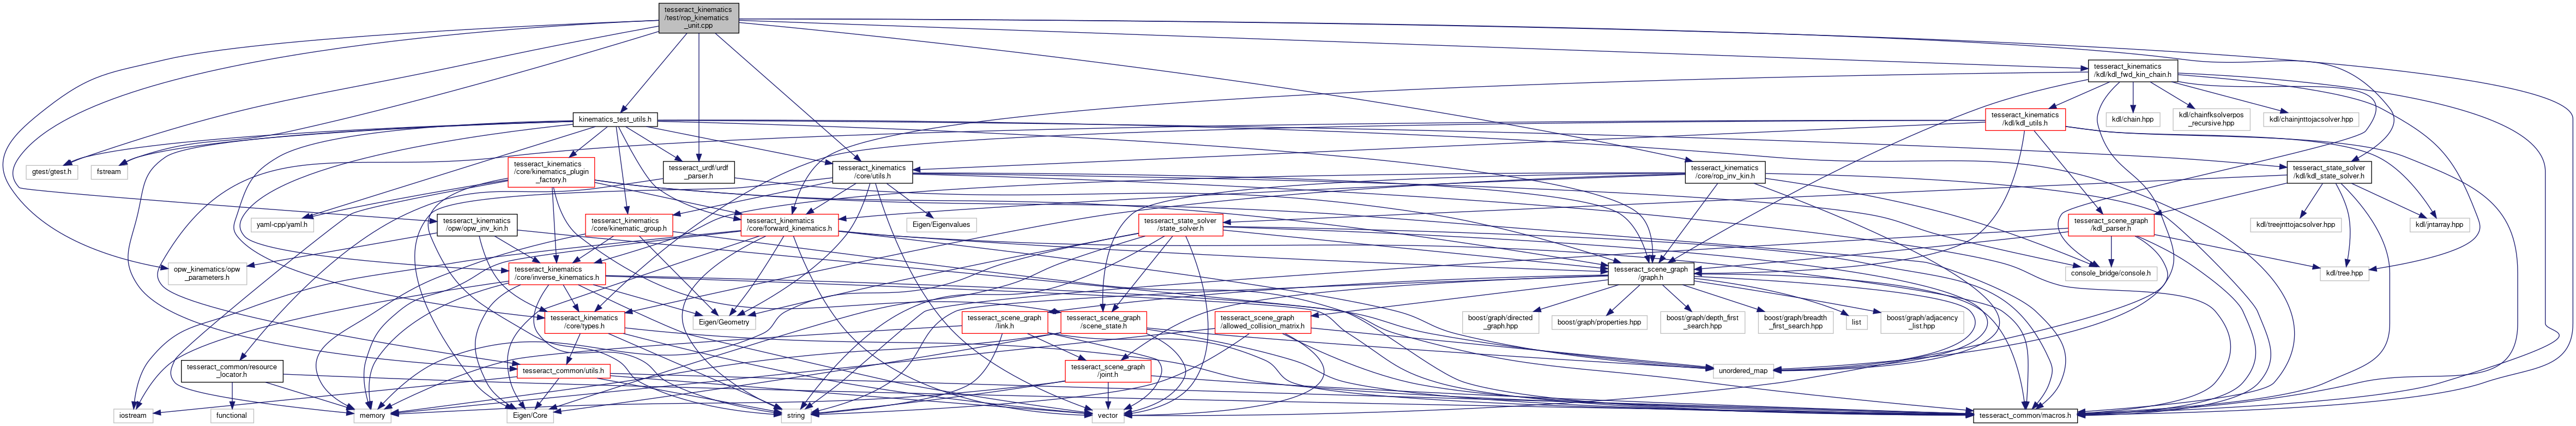 tesseract_kinematics
/test/rop_kinematics
_unit.cpp
tesseract_kinematics
/kdl/kdl_fwd_kin_chain.h
kinematics_test_utils.h
tesseract_kinematics
/kdl/kdl_utils.h
kdl/chain.hpp
kdl/chainfksolverpos
_recursive.hpp
kdl/chainjnttojacsolver.hpp
gtest/gtest.h
fstream
tesseract_kinematics
/core/kinematics_plugin
_factory.h
tesseract_urdf/urdf
_parser.h
tesseract_kinematics
/core/utils.h
tesseract_kinematics
/core/rop_inv_kin.h
tesseract_state_solver
/kdl/kdl_state_solver.h
yaml-cpp/yaml.h
tesseract_kinematics
/opw/opw_inv_kin.h
tesseract_kinematics
/core/kinematic_group.h
tesseract_kinematics
/core/forward_kinematics.h
Eigen/Eigenvalues
tesseract_state_solver
/state_solver.h
tesseract_scene_graph
/kdl_parser.h
kdl/treejnttojacsolver.hpp
kdl/jntarray.hpp
opw_kinematics/opw
_parameters.h
tesseract_kinematics
/core/inverse_kinematics.h
tesseract_scene_graph
/graph.h
console_bridge/console.h
kdl/tree.hpp
tesseract_kinematics
/core/types.h
Eigen/Geometry
tesseract_scene_graph
/link.h
tesseract_scene_graph
/scene_state.h
tesseract_scene_graph
/allowed_collision_matrix.h
boost/graph/directed
_graph.hpp
boost/graph/properties.hpp
boost/graph/depth_first
_search.hpp
boost/graph/breadth
_first_search.hpp
list
boost/graph/adjacency
_list.hpp
tesseract_common/resource
_locator.h
tesseract_common/utils.h
tesseract_scene_graph
/joint.h
unordered_map
iostream
functional
memory
Eigen/Core
string
vector
tesseract_common/macros.h